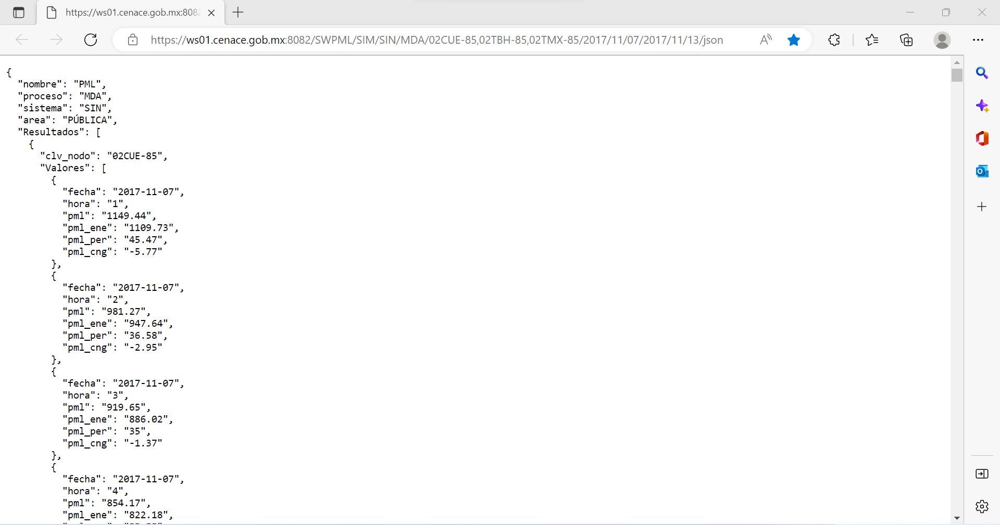 https://ws01.cenace.gob.mx:8082
https://ws01.cenace.gob.mx:8082/SWPML/SIM/SIN/MDA/02CUE-85,02TBH-85,02TMX-85/2017/11/07/2017/11/13/json
{
"nombre": "PML",
"proceso": "MDA",
"sistema": "SIN",
"area": "PÚBLICA",
"Resultados": [
{
"clv_nodo": "02CUE-85",
"Valores": [
{
"fecha": "2017-11-07",
"hora": "1",
"pml": "1149.44",
"pml_ene": "1109.73",
"pml_per": "45.47",
"pml_cng": "-5.77"
},
{
"fecha": "2017-11-07",
"hora": "2",
"pml": "981.27",
"pml_ene": "947.64",
"pml_per": "36.58",
"pml_cng": "-2.95"
},
{
"fecha": "2017-11-07",
"hora": "3",
"pml": "919.65",
"pml_ene": "886.02",
"pml_per": "35",
"pml_cng": "-1.37"
},
{
"fecha": "2017-11-07",
"hora": "4",
"pml": "854.17",
"pml_ene": "822.18",